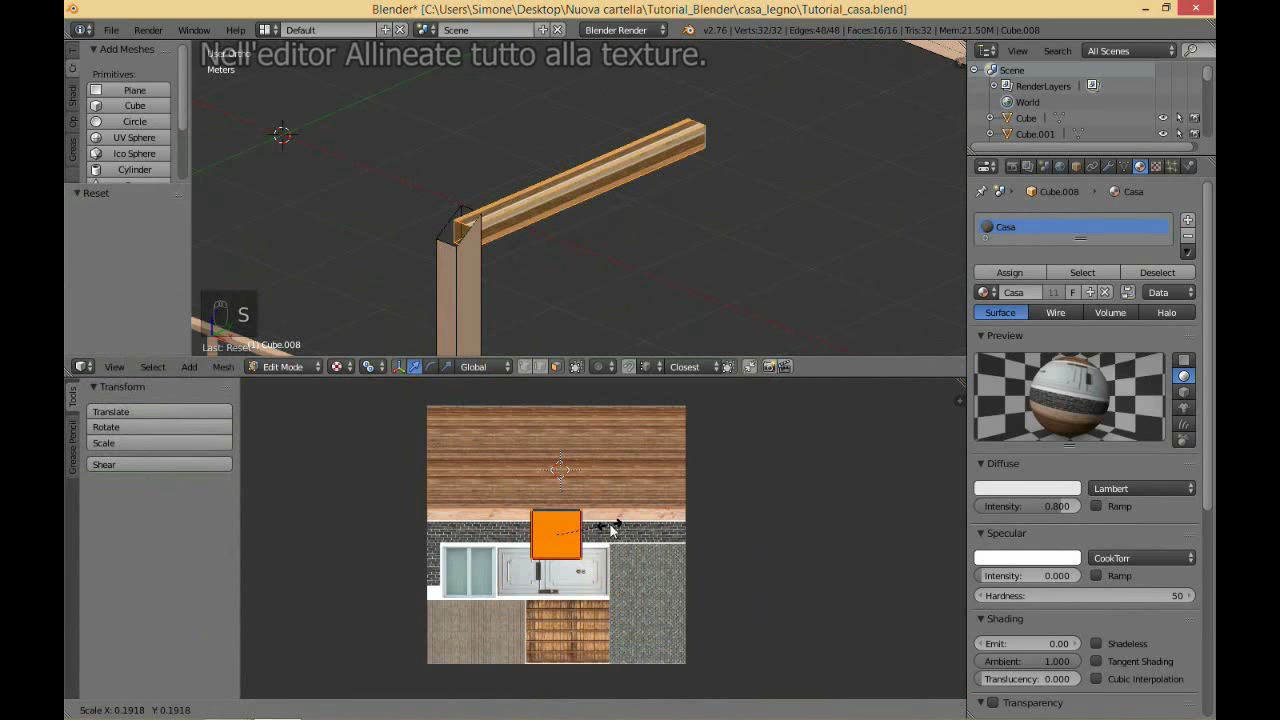 Blender* [C:\Users\Simone\Desktop\Nuova cartella\Tutorial_Blender\casa_legno\Tutorial_casa.blend]
File Render Window Help Default Scene Blender Render v2.76 | Verts:32/32 | Edges:48/48 | Faces:16/16 | Tris:32 | Mem:21.50M | Cube.008
Nell'editor Allineate tutto alla texture.
Meters
Add Meshes
Primitives:
Plane
Cube
Circle
UV Sphere
Ico Sphere
Cylinder
Reset
S
Last: Reset
(1) Cube.008
View Select Add Mesh Edit Mode Global Closest
Transform
Translate
Rotate
Scale
Shear
Tools
Grease Pencil
Scale X: 0.1918 Y: 0.1918
View Search All Scenes
Scene
RenderLayers
World
Cube
Cube.001
Cube.008 Casa
Casa
Assign Select Deselect
Casa 11 F Data
Surface Wire Volume Halo
Preview
Diffuse
Lambert
Intensity: 0.800 Ramp
Specular
CookTorr
Intensity: 0.000 Ramp
Hardness: 50
Shading
Emit: 0.00 Shadeless
Ambient: 1.000 Tangent Shading
Translucency: 0.000 Cubic Interpolation
Transparency